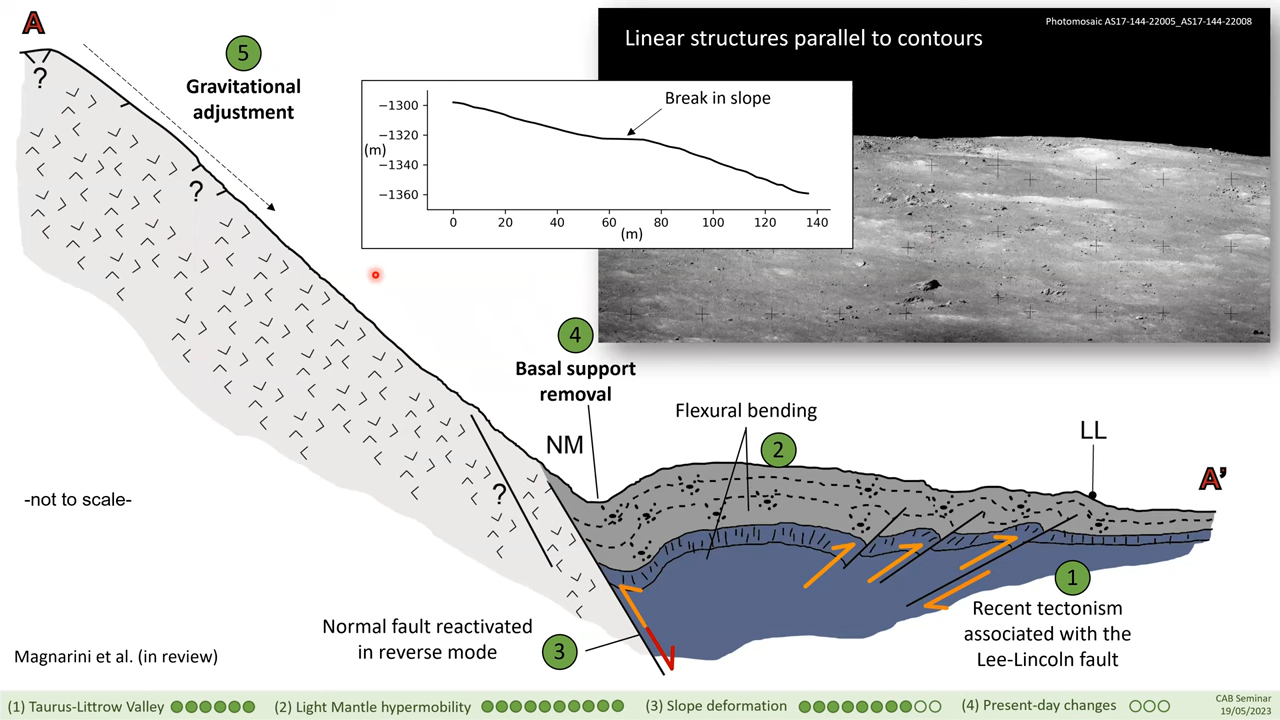 A
5
Gravitational
adjustment
?
?
Photomosaic AS17-144-22005_AS17-144-22008
Linear structures parallel to contours
Break in slope
−1300
−1320
(m)
−1340
−1360
0 20 40 60 80 100 120 140
(m)
4
Basal support
removal
Flexural bending
NM
2
LL
A'
?
-not to scale-
1
Recent tectonism
associated with the
Lee-Lincoln fault
Normal fault reactivated
in reverse mode
3
Magnarini et al. (in review)
(1) Taurus-Littrow Valley (2) Light Mantle hypermobility (3) Slope deformation (4) Present-day changes
CAB Seminar
19/05/2023